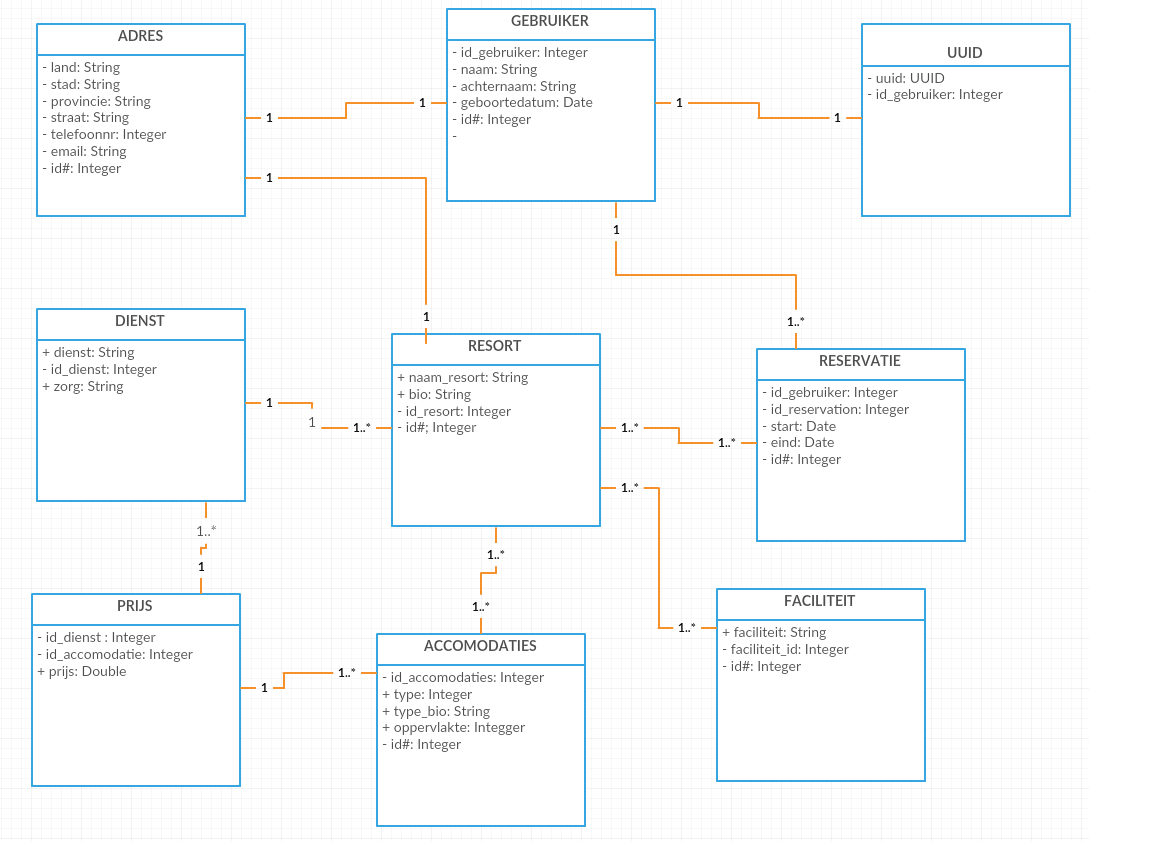 ADRES
- land: String
- stad: String
- provincie: String
- straat: String
- telefoonnr: Integer
- email: String
- id#: Integer
GEBRUIKER
- id_gebruiker: Integer
- naam: String
- achternaam: String
- geboortedatum: Date
- id#: Integer
-
UUID
- uuid: UUID
- id_gebruiker: Integer
1
1
1
1
1
1
1
1..*
DIENST
+ dienst: String
- id_dienst: Integer
+ zorg: String
RESORT
+ naam_resort: String
+ bio: String
- id_resort: Integer
- id#; Integer
RESERVATIE
- id_gebruiker: Integer
- id_reservation: Integer
- start: Date
- eind: Date
- id#: Integer
1
1
1..*
1..*
1..*
1..*
1..*
1
1..*
1..*
1..*
PRIJS
- id_dienst : Integer
- id_accomodatie: Integer
+ prijs: Double
1
1..*
ACCOMODATIES
- id_accomodaties: Integer
+ type: Integer
+ type_bio: String
+ oppervlakte: Integger
- id#: Integer
FACILITEIT
+ faciliteit: String
- faciliteit_id: Integer
- id#: Integer